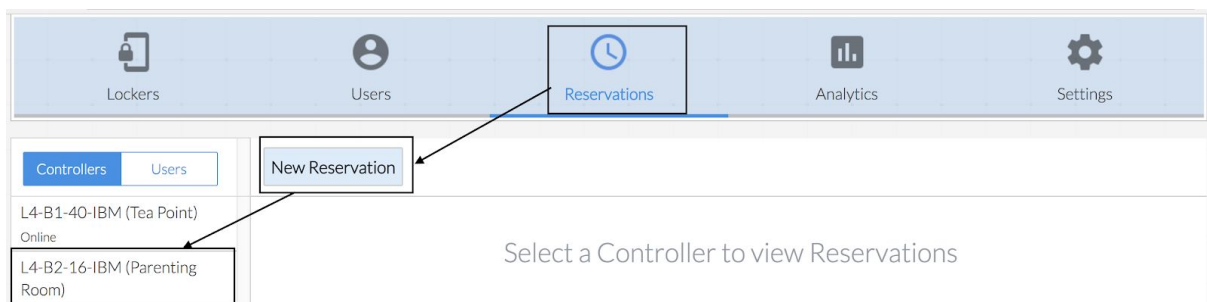 Lockers
Users
Reservations
Analytics
Settings
Controllers
Users
New Reservation
L4-B1-40-IBM (Tea Point)
Online
L4-B2-16-IBM (Parenting
Room)
Select a Controller to view Reservations